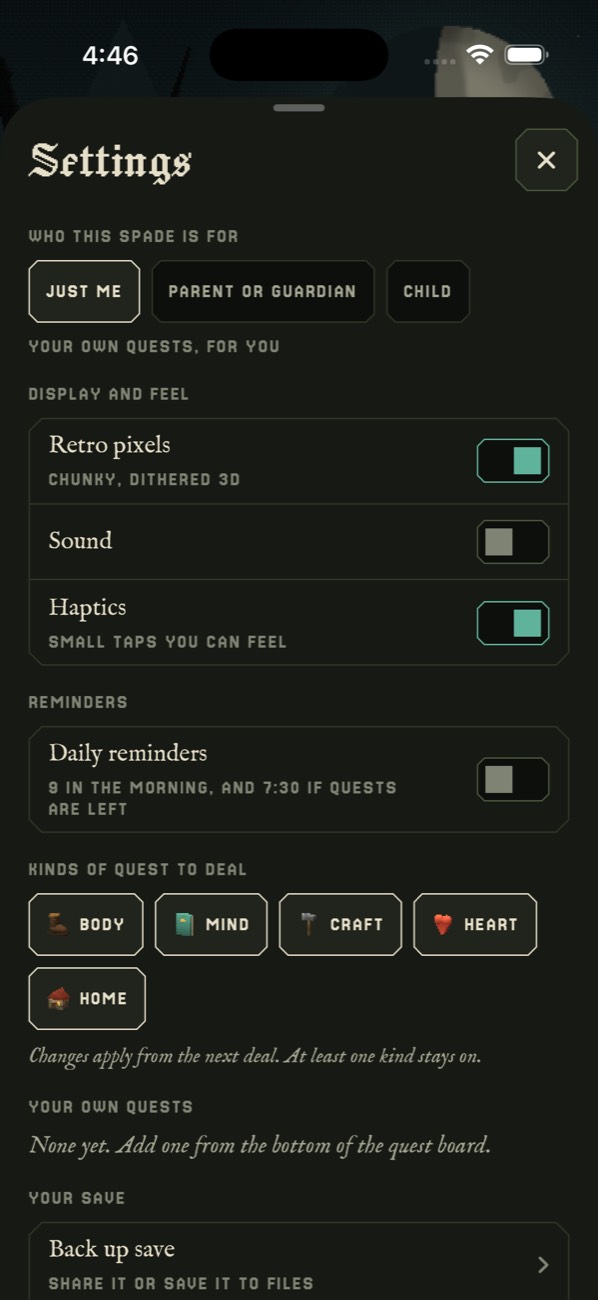 4:46
Settings
WHO THIS SPADE IS FOR
JUST ME
PARENT OR GUARDIAN
CHILD
YOUR OWN QUESTS, FOR YOU
DISPLAY AND FEEL
Retro pixels
CHUNKY, DITHERED 3D
Sound
Haptics
SMALL TAPS YOU CAN FEEL
REMINDERS
Daily reminders
9 IN THE MORNING, AND 7:30 IF QUESTS
ARE LEFT
KINDS OF QUEST TO DEAL
BODY
MIND
CRAFT
HEART
HOME
Changes apply from the next deal. At least one kind stays on.
YOUR OWN QUESTS
None yet. Add one from the bottom of the quest board.
YOUR SAVE
Back up save
SHARE IT OR SAVE IT TO FILES